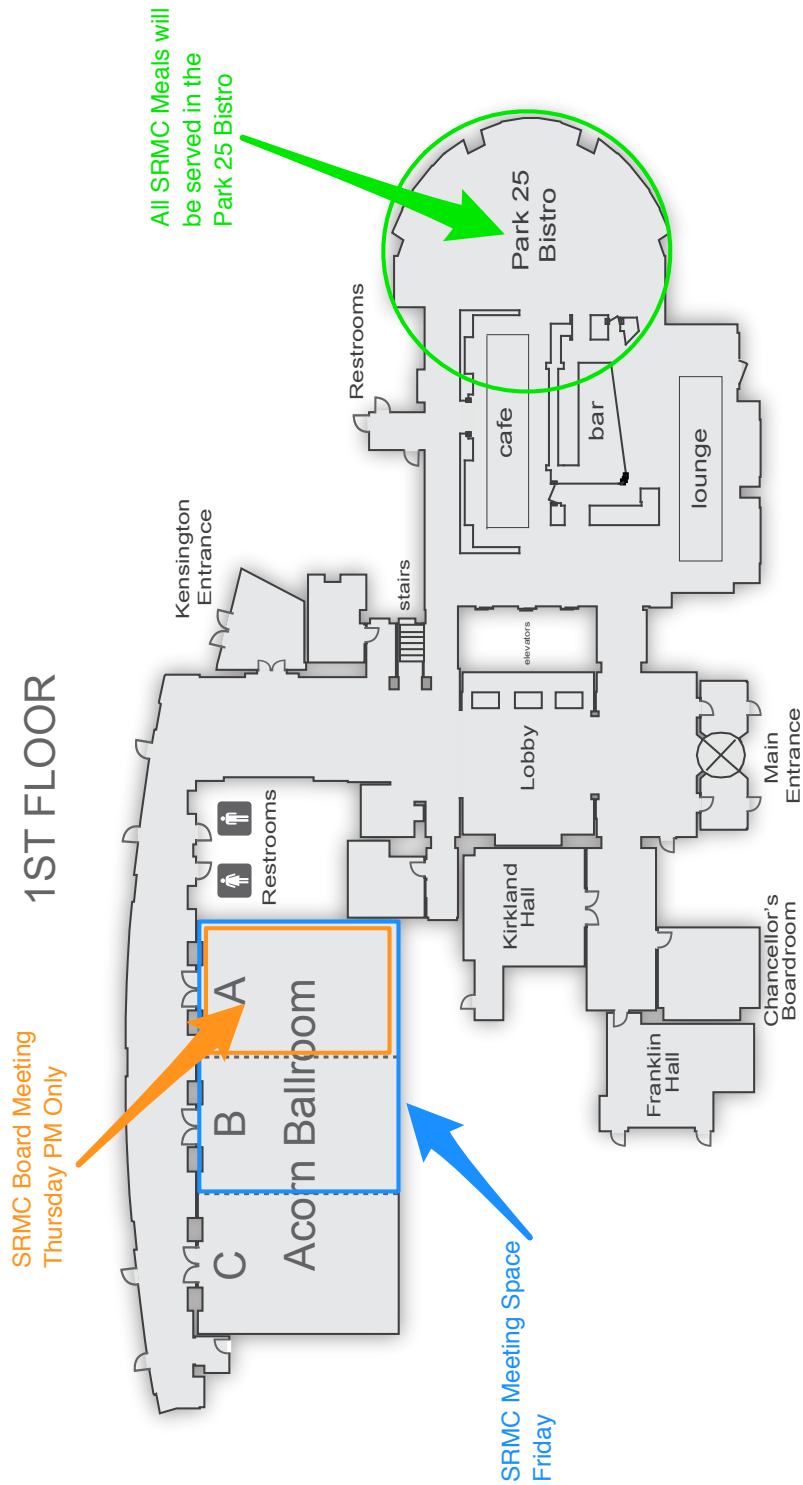 1ST FLOOR
SRMC Board Meeting
Thursday PM Only
All SRMC Meals will
be served in the
Park 25 Bistro
Kensington
Entrance
Restrooms
Restrooms
stairs
C
B
A
Acorn Ballroom
Park 25
Bistro
cafe
bar
lounge
elevators
Lobby
Kirkland
Hall
Franklin
Hall
Chancellor's
Boardroom
Main
Entrance
SRMC Meeting Space
Friday